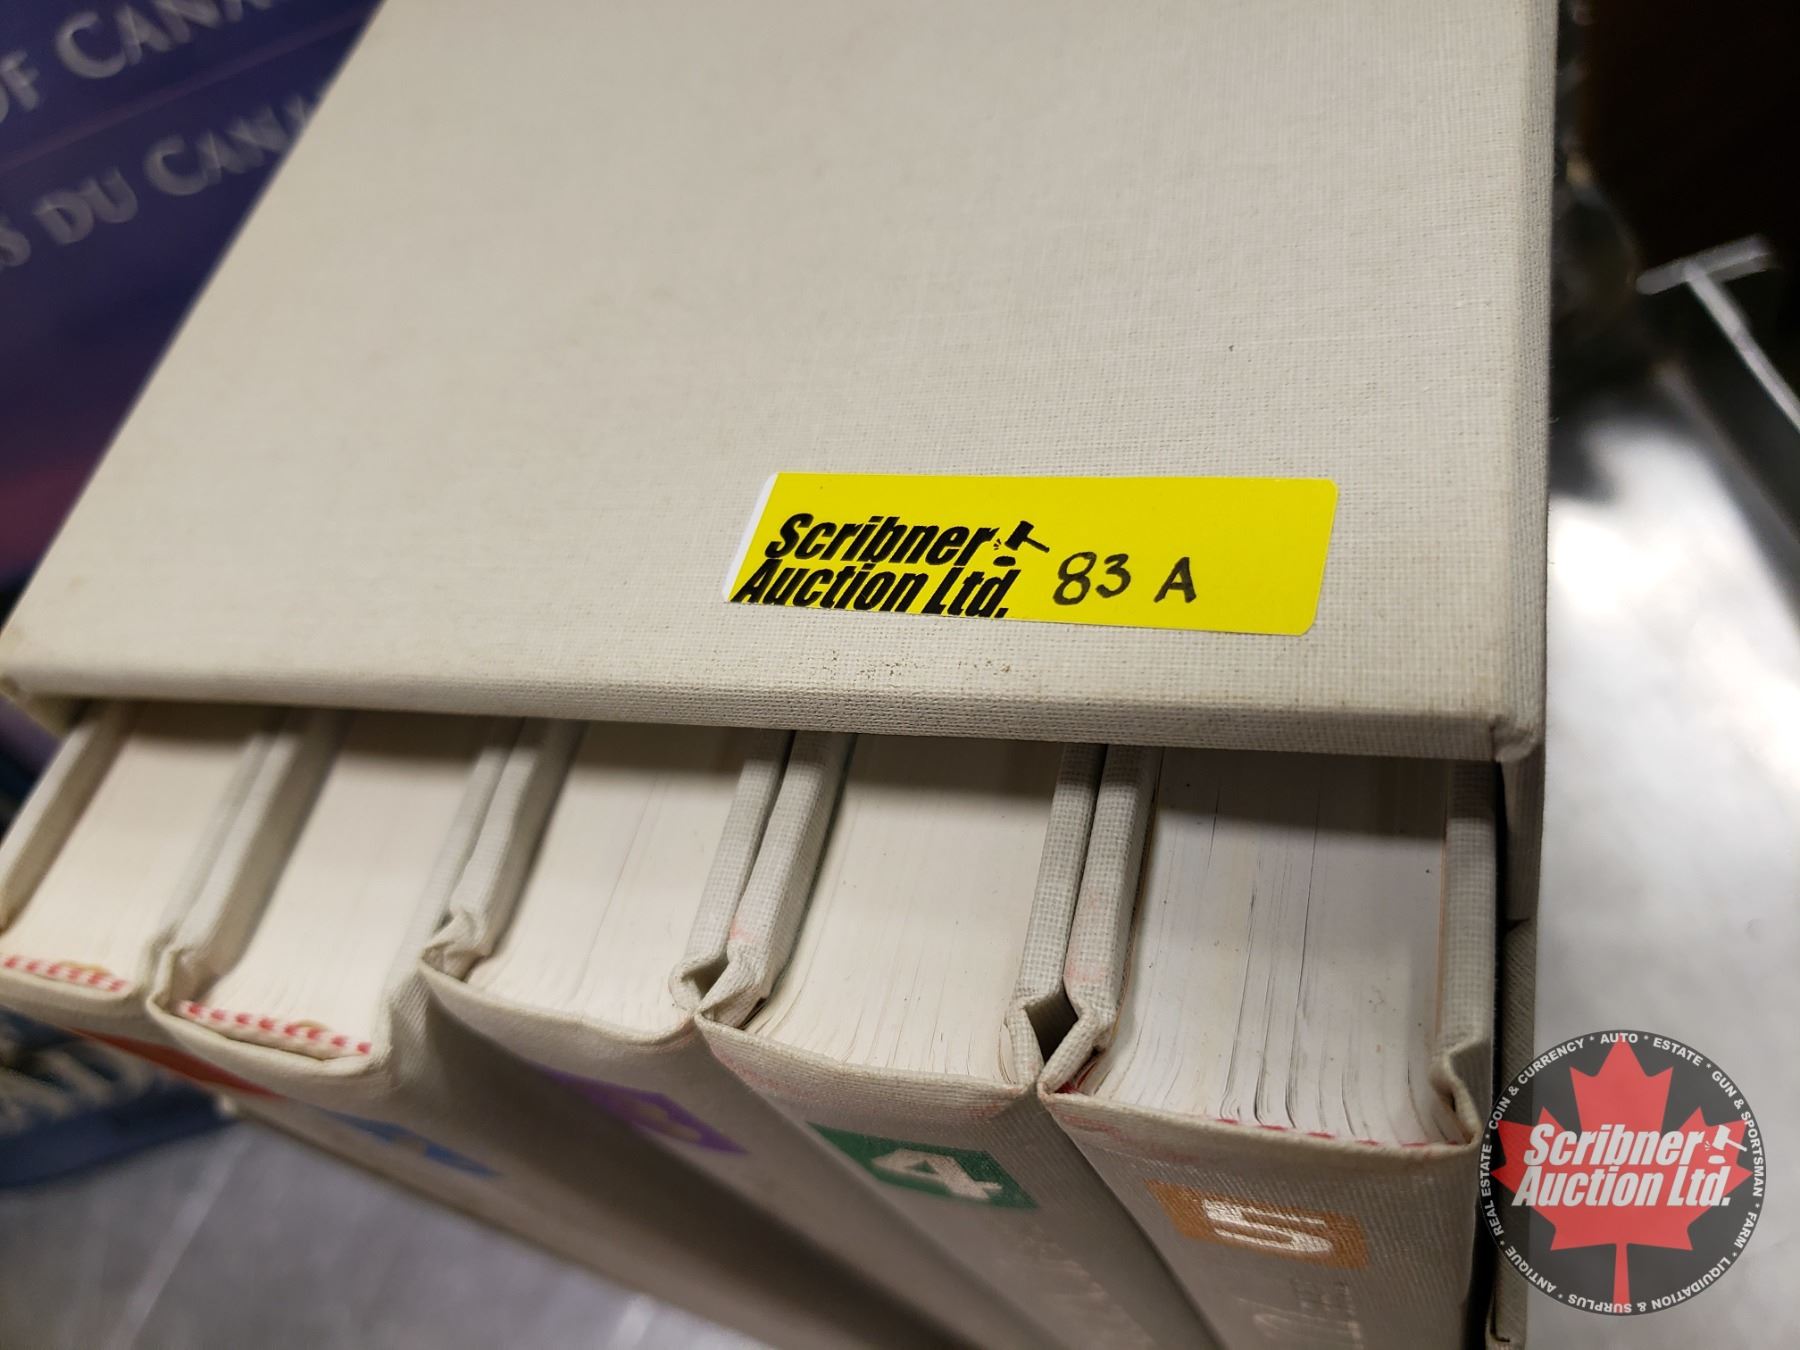 OF CANA
S DU CANA
Scribner
Auction Ltd. 83 A
4
5
COIN & CURRENCY * AUTO * ESTATE * GUN & SPORTSMAN * FARM * LIQUIDATION & SURPLUS * ANTIQUE * REAL ESTATE *
Scribner
Auction Ltd.